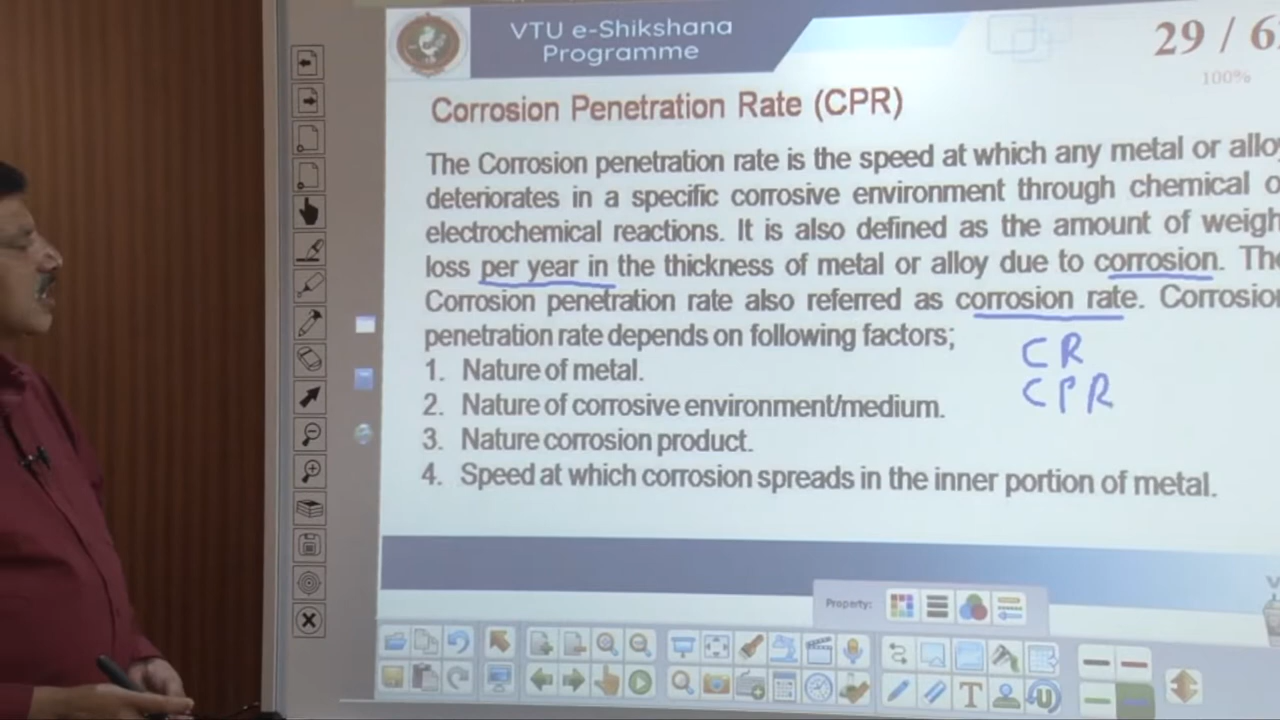 VTU e-Shikshana
Programme
29 / 6
100%
Corrosion Penetration Rate (CPR)
The Corrosion penetration rate is the speed at which any metal or alloy
deteriorates in a specific corrosive environment through chemical o
electrochemical reactions. It is also defined as the amount of weigh
loss per year in the thickness of metal or alloy due to corrosion. The
Corrosion penetration rate also referred as corrosion rate. Corrosion
penetration rate depends on following factors;
CR
1. Nature of metal.
CPR
2. Nature of corrosive environment/medium.
3. Nature corrosion product.
4. Speed at which corrosion spreads in the inner portion of metal.
Property: